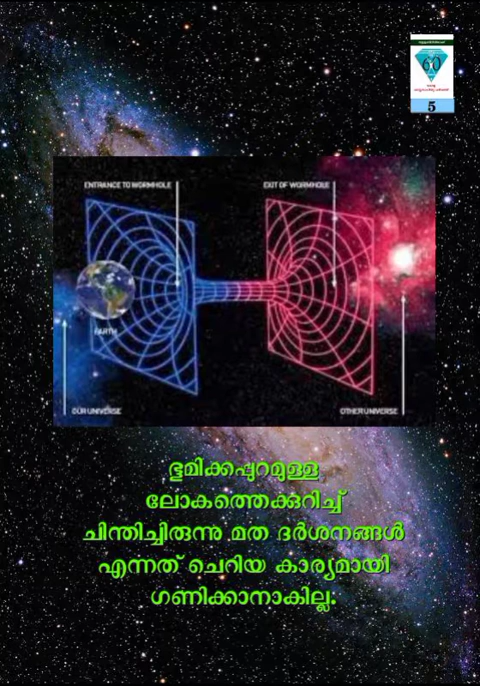 60
5
ENTRANCE TO WORMHOLE
EXIT OF WORMHOLE
EARTH
OUR UNIVERSE
OTHER UNIVERSE
ഭൂമിക്കപ്പുറമുള്ള
ലോകത്തെക്കുറിച്ച്
ചിന്തിച്ചിരുന്നു മത ദർശനങ്ങൾ
എന്നത് ചെറിയ കാര്യമായി
ഗണിക്കാനാകില്ല: